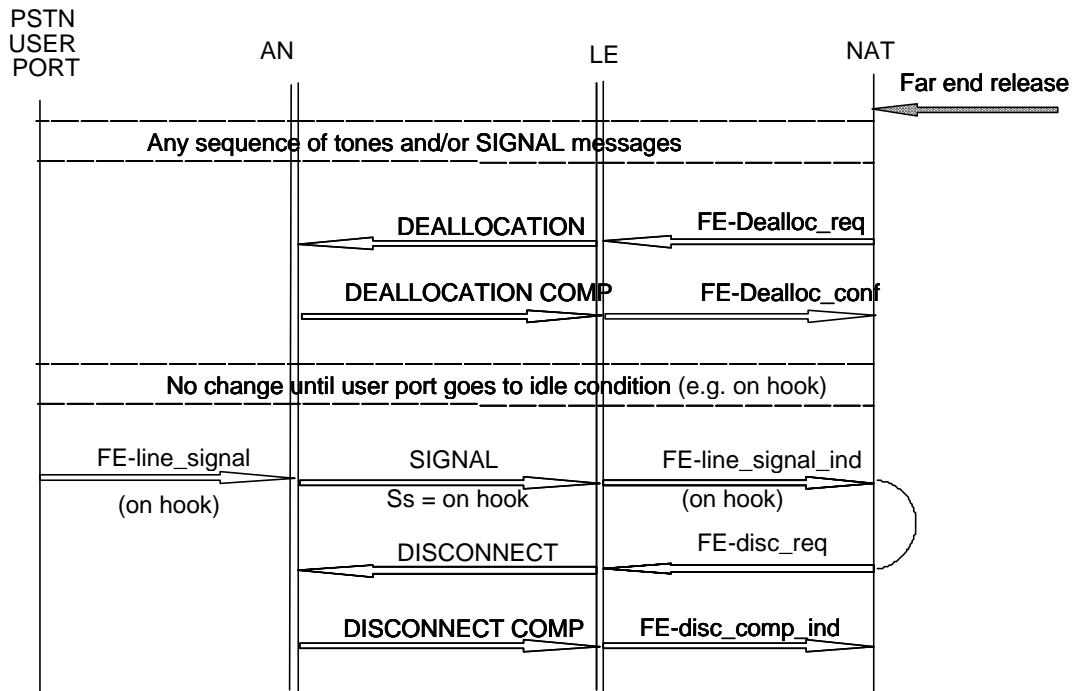 PSTN
USER
PORT
AN
LE
NAT
Far end release
Any sequence of tones and/or SIGNAL messages
DEALLOCATION
FE-Dealloc_req
DEALLOCATION COMP
FE-Dealloc_conf
No change until user port goes to idle condition (e.g. on hook)
FE-line_signal
SIGNAL
FE-line_signal_ind
(on hook)
Ss = on hook
(on hook)
DISCONNECT
FE-disc_req
DISCONNECT COMP
FE-disc_comp_ind